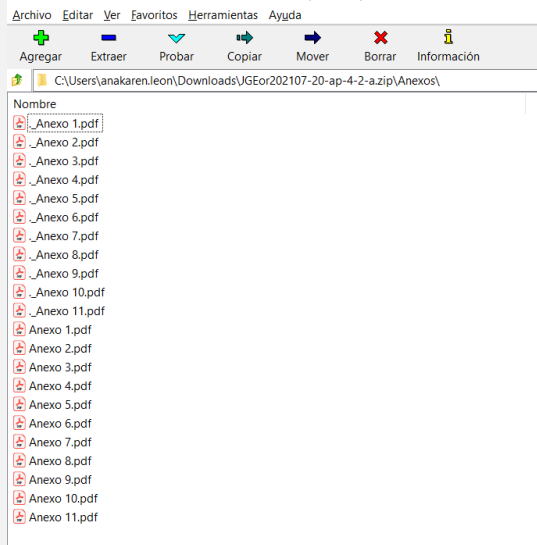 Archivo Editar Ver Favoritos Herramientas Ayuda
Agregar Extraer Probar Copiar Mover Borrar Información
C:\Users\anakaren.leon\Downloads\JGEor202107-20-ap-4-2-a.zip\Anexos\
Nombre
._Anexo 1.pdf
._Anexo 2.pdf
._Anexo 3.pdf
._Anexo 4.pdf
._Anexo 5.pdf
._Anexo 6.pdf
._Anexo 7.pdf
._Anexo 8.pdf
._Anexo 9.pdf
._Anexo 10.pdf
._Anexo 11.pdf
Anexo 1.pdf
Anexo 2.pdf
Anexo 3.pdf
Anexo 4.pdf
Anexo 5.pdf
Anexo 6.pdf
Anexo 7.pdf
Anexo 8.pdf
Anexo 9.pdf
Anexo 10.pdf
Anexo 11.pdf